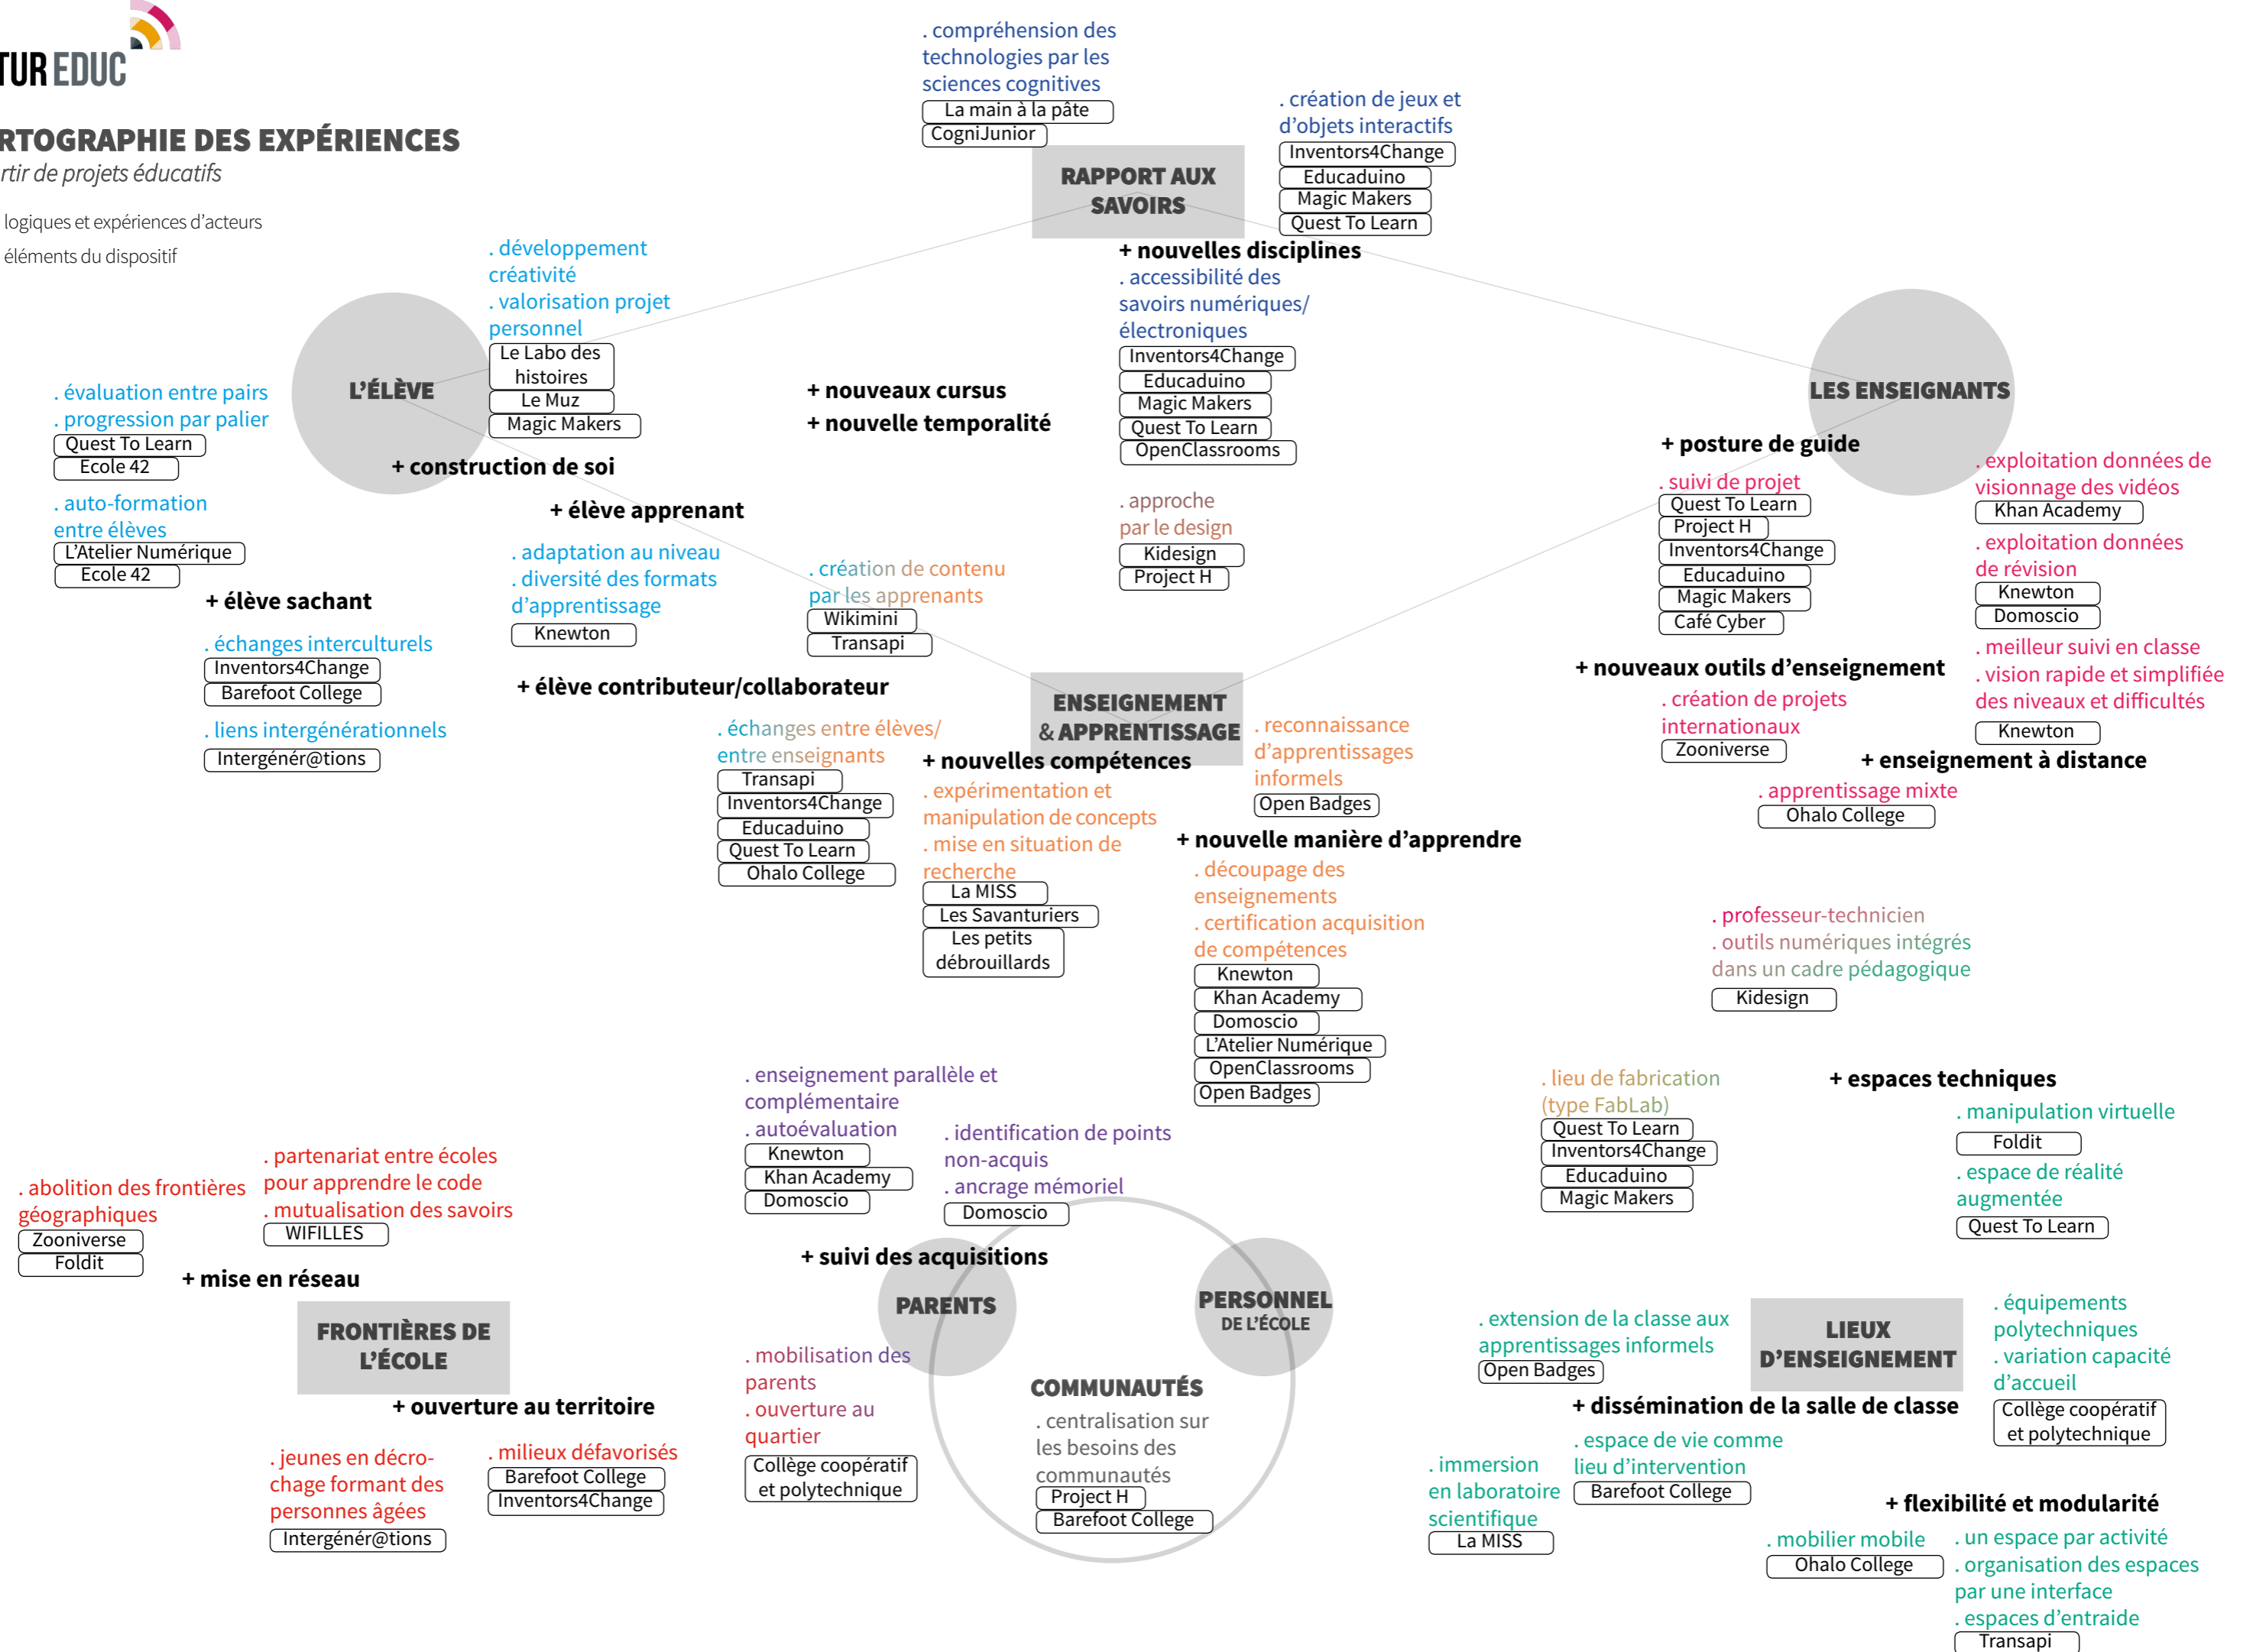 TUR EDUC
RTOGRAPHIE DES EXPÉRIENCES
rtir de projets éducatifs
logiques et expériences d'acteurs
éléments du dispositif
. compréhension des
technologies par les
sciences cognitives
La main à la pâte
CogniJunior
. création de jeux et
d'objets interactifs
Inventors4Change
Educaduino
Magic Makers
Quest To Learn
RAPPORT AUX
SAVOIRS
+ nouvelles disciplines
. accessibilité des
savoirs numériques/
électroniques
Inventors4Change
Educaduino
Magic Makers
Quest To Learn
OpenClassrooms
. approche
par le design
Kidesign
Project H
. développement
créativité
. valorisation projet
personnel
Le Labo des
histoires
Le Muz
Magic Makers
L'ÉLÈVE
. évaluation entre pairs
. progression par palier
Quest To Learn
Ecole 42
. auto-formation
entre élèves
L'Atelier Numérique
Ecole 42
+ nouveaux cursus
+ nouvelle temporalité
+ construction de soi
+ élève apprenant
. adaptation au niveau
. diversité des formats
d'apprentissage
Knewton
. création de contenu
par les apprenants
Wikimini
Transapi
+ élève sachant
. échanges interculturels
Inventors4Change
Barefoot College
. liens intergénérationnels
Intergénér@tions
+ élève contributeur/collaborateur
. échanges entre élèves/
entre enseignants
Transapi
Inventors4Change
Educaduino
Quest To Learn
Ohalo College
LES ENSEIGNANTS
+ posture de guide
. suivi de projet
Quest To Learn
Project H
Inventors4Change
Educaduino
Magic Makers
Café Cyber
. exploitation données de
visionnage des vidéos
Khan Academy
. exploitation données
de révision
Knewton
Domoscio
. meilleur suivi en classe
. vision rapide et simplifiée
des niveaux et difficultés
Knewton
+ nouveaux outils d'enseignement
. création de projets
internationaux
Zooniverse
+ enseignement à distance
. apprentissage mixte
Ohalo College
ENSEIGNEMENT
& APPRENTISSAGE
+ nouvelles compétences
. expérimentation et
manipulation de concepts
. mise en situation de
recherche
La MISS
Les Savanturiers
Les petits
débrouillards
. reconnaissance
d'apprentissages
informels
Open Badges
+ nouvelle manière d'apprendre
. découpage des
enseignements
. certification acquisition
de compétences
Knewton
Khan Academy
Domoscio
L'Atelier Numérique
OpenClassrooms
Open Badges
. professeur-technicien
. outils numériques intégrés
dans un cadre pédagogique
Kidesign
. enseignement parallèle et
complémentaire
. autoévaluation
Knewton
Khan Academy
Domoscio
. identification de points
non-acquis
. ancrage mémoriel
Domoscio
+ suivi des acquisitions
PARENTS
PERSONNEL
DE L'ÉCOLE
. mobilisation des
parents
. ouverture au
quartier
Collège coopératif
et polytechnique
COMMUNAUTÉS
. centralisation sur
les besoins des
communautés
Project H
Barefoot College
. abolition des frontières
géographiques
Zooniverse
Foldit
. partenariat entre écoles
pour apprendre le code
. mutualisation des savoirs
WIFILLES
+ mise en réseau
FRONTIÈRES DE
L'ÉCOLE
+ ouverture au territoire
. jeunes en décro-
chage formant des
personnes âgées
Intergénér@tions
. milieux défavorisés
Barefoot College
Inventors4Change
. lieu de fabrication
(type FabLab)
Quest To Learn
Inventors4Change
Educaduino
Magic Makers
+ espaces techniques
. manipulation virtuelle
Foldit
. espace de réalité
augmentée
Quest To Learn
. extension de la classe aux
apprentissages informels
Open Badges
LIEUX
D'ENSEIGNEMENT
. équipements
polytechniques
. variation capacité
d'accueil
Collège coopératif
et polytechnique
+ dissémination de la salle de classe
. espace de vie comme
lieu d'intervention
Barefoot College
. immersion
en laboratoire
scientifique
La MISS
+ flexibilité et modularité
. mobilier mobile
Ohalo College
. un espace par activité
. organisation des espaces
par une interface
. espaces d'entraide
Transapi